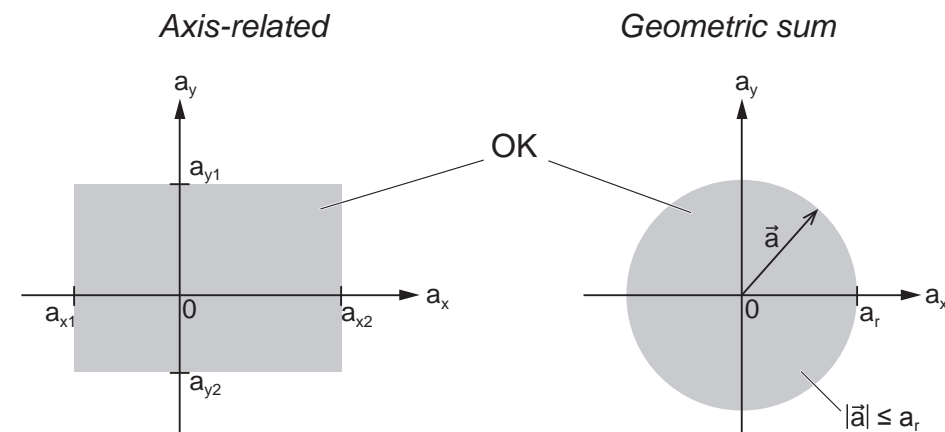 Axis-related
Geometric sum
a_y
a_y
OK
a_y1
a⃗
a_x
a_x
a_x1
0
a_x2
0
a_r
a_y2
|a⃗| ≤ a_r